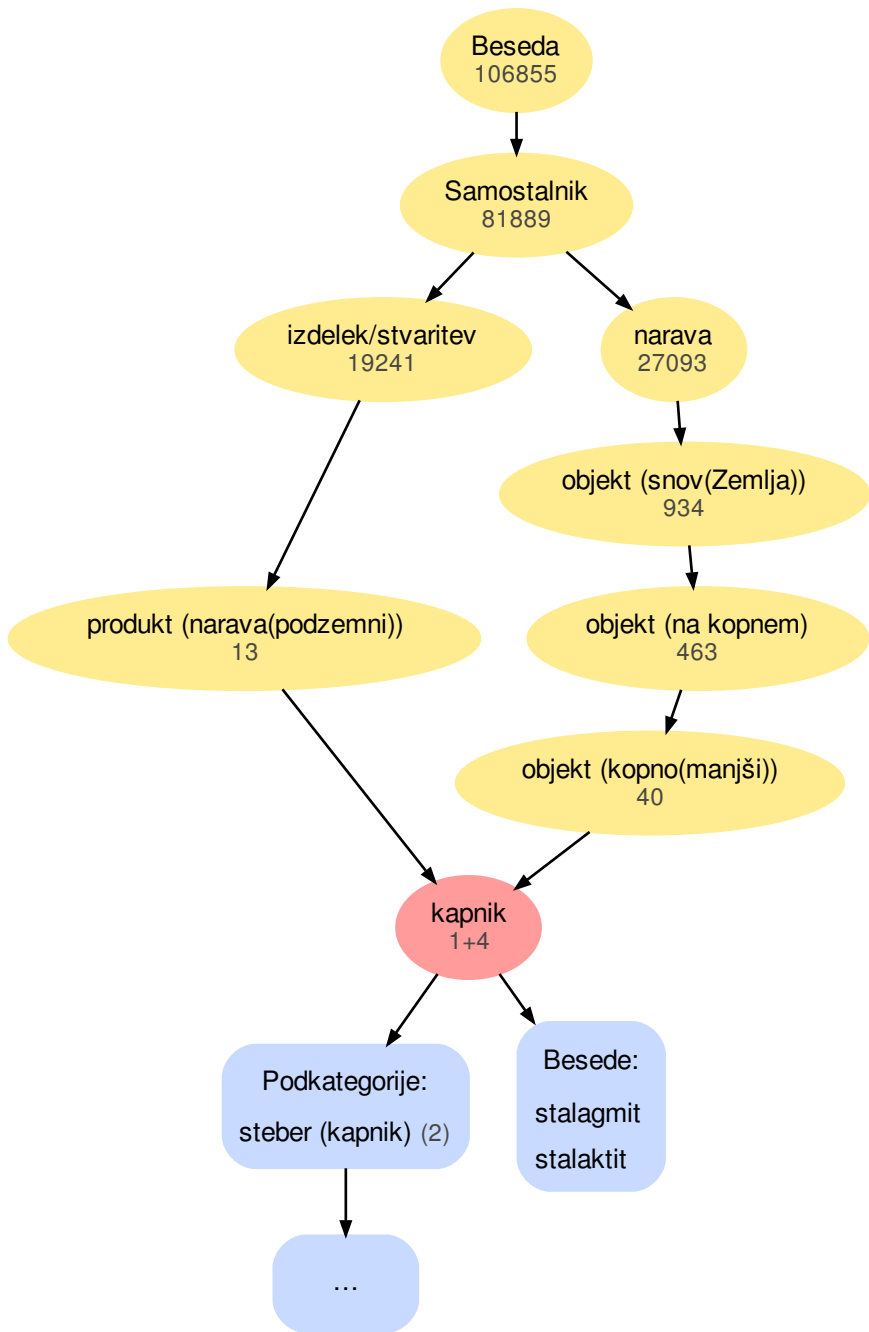 Beseda
106855
Samostalnik
81889
izdelek/stvaritev
19241
narava
27093
objekt (snov(Zemlja))
934
produkt (narava(podzemni))
13
objekt (na kopnem)
463
objekt (kopno(manjši))
40
kapnik
1+4
Podkategorije:
steber (kapnik) (2)
Besede:
stalagmit
stalaktit
...